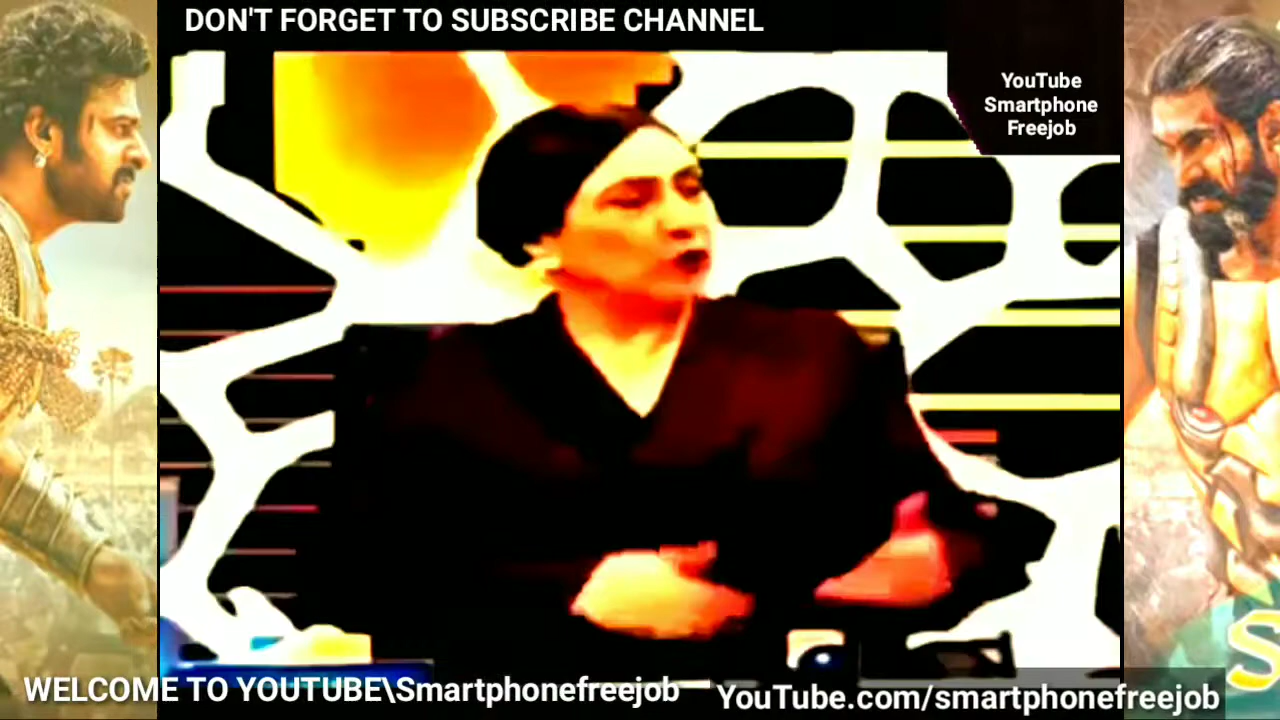 DON'T FORGET TO SUBSCRIBE CHANNEL
YouTube
Smartphone
Freejob
WELCOME TO YOUTUBE\Smartphonefreejob
YouTube.com/smartphonefreejob
S